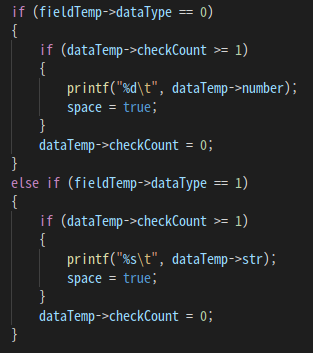 if (fieldTemp->dataType == 0)
{
    if (dataTemp->checkCount >= 1)
    {
        printf("%d\t", dataTemp->number);
        space = true;
    }
    dataTemp->checkCount = 0;
}
else if (fieldTemp->dataType == 1)
{
    if (dataTemp->checkCount >= 1)
    {
        printf("%s\t", dataTemp->str);
        space = true;
    }
    dataTemp->checkCount = 0;
}